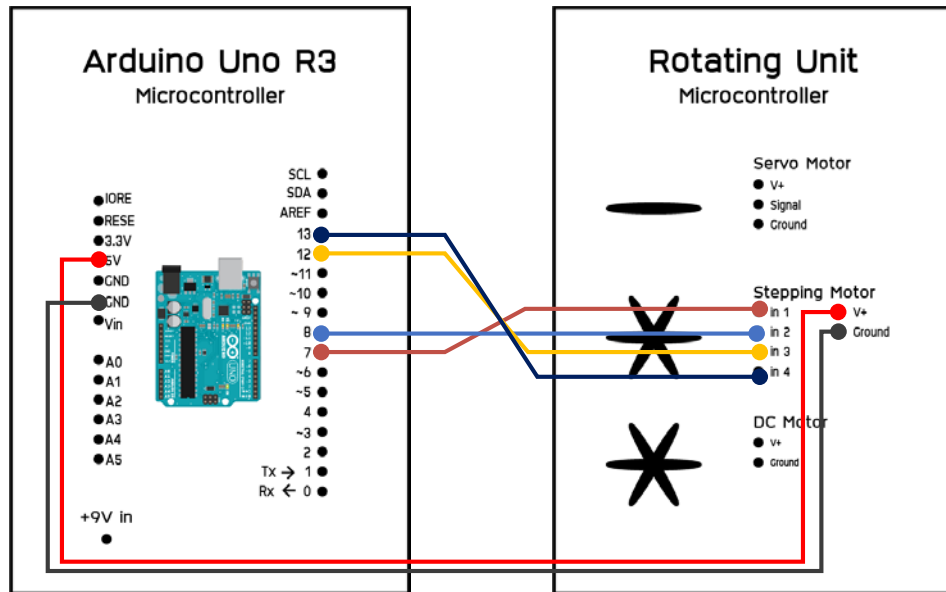 Arduino Uno R3
Microcontroller
IORE
RESE
3.3V
5V
GND
GND
Vin
A0
A1
A2
A3
A4
A5
+9V in
SCL
SDA
AREF
13
12
~11
~10
~ 9
8
7
~6
~5
4
~3
2
Tx → 1
Rx ← 0
UNO
ARDUINO
Rotating Unit
Microcontroller
Servo Motor
V+
Signal
Ground
Stepping Motor
in 1
in 2
in 3
in 4
V+
Ground
DC Motor
V+
Ground